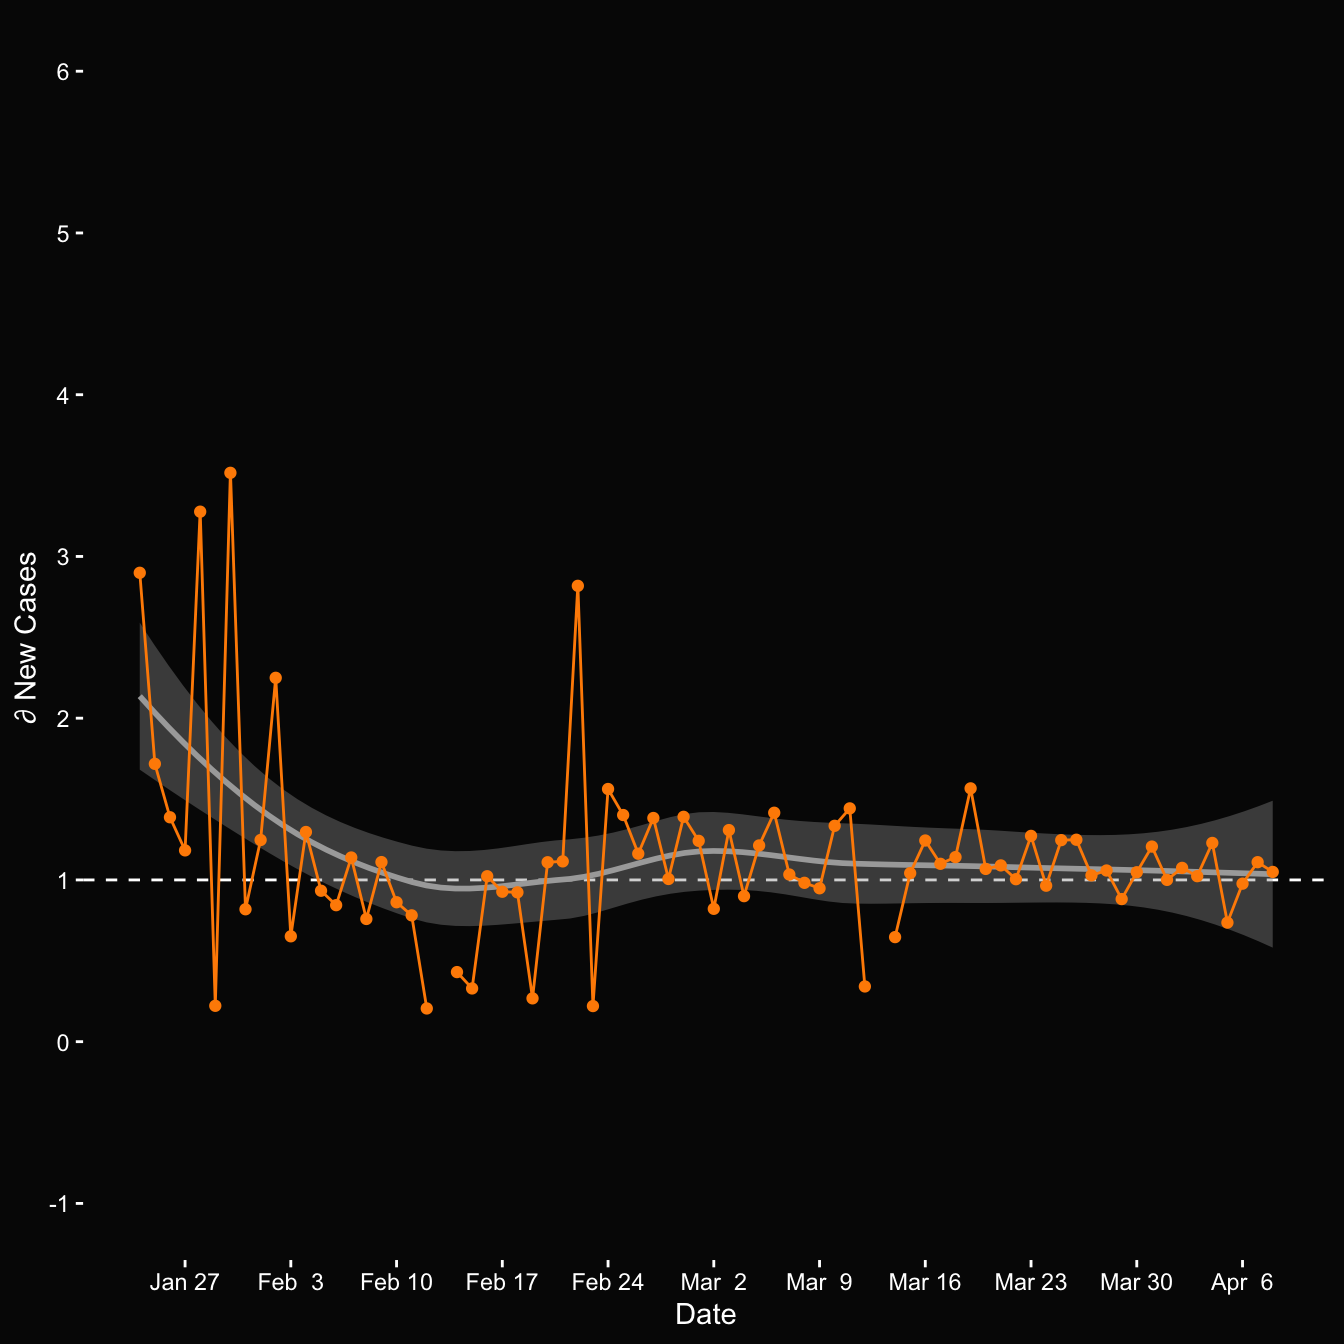 6
5
4
3
2
1
0
-1
∂ New Cases
Jan 27
Feb  3
Feb 10
Feb 17
Feb 24
Mar  2
Mar  9
Mar 16
Mar 23
Mar 30
Apr  6
Date